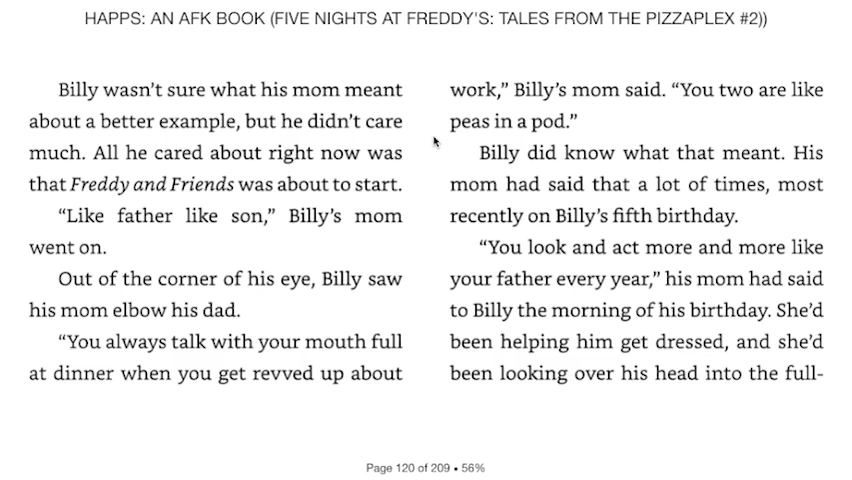 HAPPS: AN AFK BOOK (FIVE NIGHTS AT FREDDY'S: TALES FROM THE PIZZAPLEX #2))
Billy wasn’t sure what his mom meant
about a better example, but he didn’t care
much. All he cared about right now was
that Freddy and Friends was about to start.
“Like father like son,” Billy’s mom
went on.
Out of the corner of his eye, Billy saw
his mom elbow his dad.
“You always talk with your mouth full
at dinner when you get revved up about
work,” Billy’s mom said. “You two are like
peas in a pod.”
Billy did know what that meant. His
mom had said that a lot of times, most
recently on Billy’s fifth birthday.
“You look and act more and more like
your father every year,” his mom had said
to Billy the morning of his birthday. She’d
been helping him get dressed, and she’d
been looking over his head into the full-
Page 120 of 209 • 56%